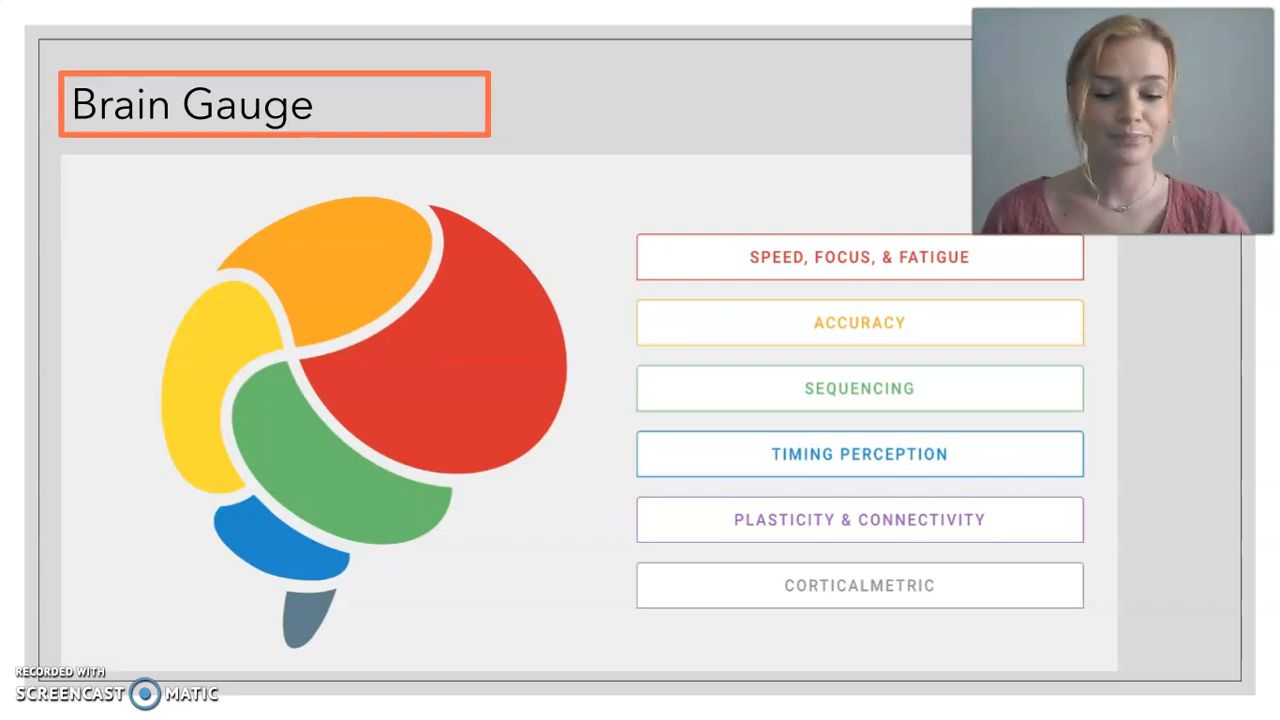 Brain Gauge
SPEED, FOCUS, & FATIGUE
ACCURACY
SEQUENCING
TIMING PERCEPTION
PLASTICITY & CONNECTIVITY
CORTICALMETRIC
RECORDED WITH
SCREENCAST MATIC